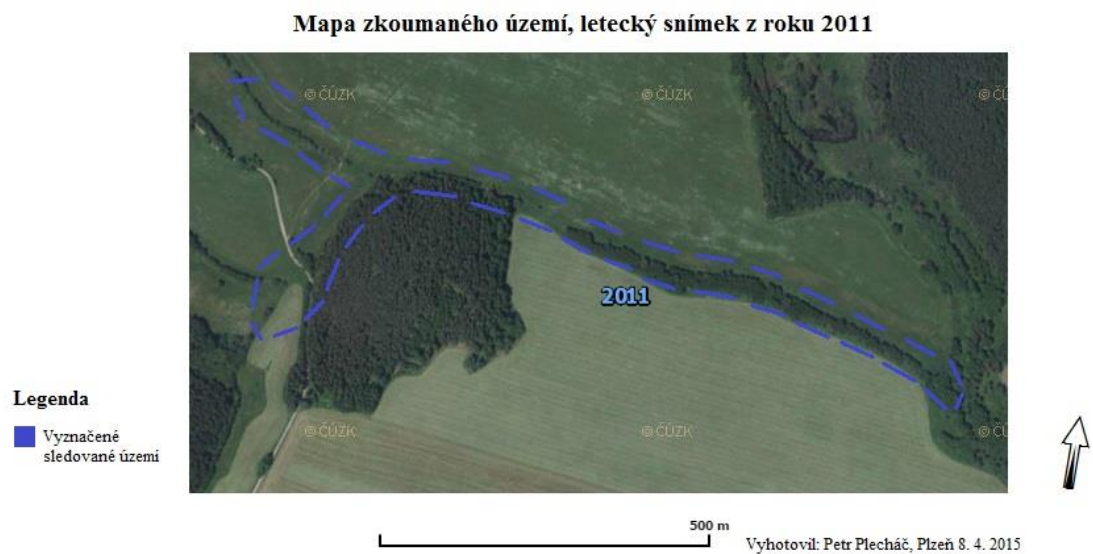 Mapa zkoumaného území, letecký snímek z roku 2011
© ČÚZK
© ČÚZK
© ČÚZ
2011
Legenda
Vyznačené
sledované území
© ČÚZK
© ČÚZK
© ČÚ
500 m
Vyhotovil: Petr Plecháč, Plzeň 8. 4. 2015